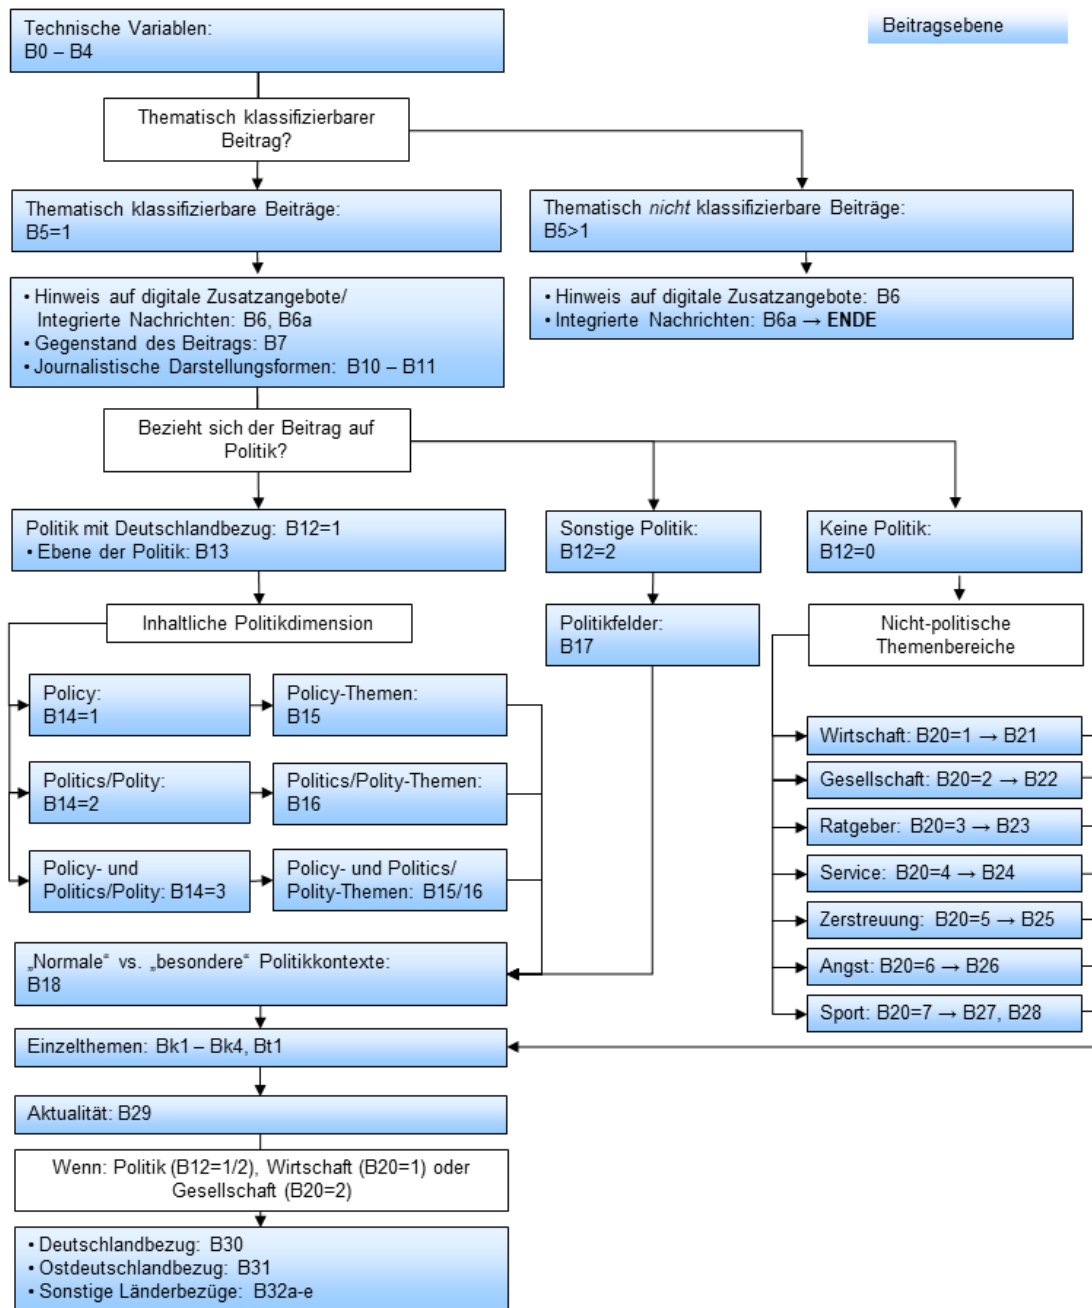 Technische Variablen:
B0 – B4
Beitragsebene
Thematisch klassifizierbarer
Beitrag?
Thematisch klassifizierbare Beiträge:
B5=1
Thematisch nicht klassifizierbare Beiträge:
B5>1
• Hinweis auf digitale Zusatzangebote/
Integrierte Nachrichten: B6, B6a
• Gegenstand des Beitrags: B7
• Journalistische Darstellungsformen: B10 – B11
• Hinweis auf digitale Zusatzangebote: B6
• Integrierte Nachrichten: B6a → ENDE
Bezieht sich der Beitrag auf
Politik?
Politik mit Deutschlandbezug: B12=1
• Ebene der Politik: B13
Sonstige Politik:
B12=2
Keine Politik:
B12=0
Inhaltliche Politikdimension
Politikfelder:
B17
Nicht-politische
Themenbereiche
Policy:
B14=1
Policy-Themen:
B15
Politics/Polity:
B14=2
Politics/Polity-Themen:
B16
Policy- und
Politics/Polity: B14=3
Policy- und Politics/
Polity-Themen: B15/16
Wirtschaft: B20=1 → B21
Gesellschaft: B20=2 → B22
Ratgeber: B20=3 → B23
Service: B20=4 → B24
Zerstreuung: B20=5 → B25
Angst: B20=6 → B26
Sport: B20=7 → B27, B28
„Normale“ vs. „besondere“ Politikkontexte:
B18
Einzelthemen: Bk1 – Bk4, Bt1
Aktualität: B29
Wenn: Politik (B12=1/2), Wirtschaft (B20=1) oder
Gesellschaft (B20=2)
• Deutschlandbezug: B30
• Ostdeutschlandbezug: B31
• Sonstige Länderbezüge: B32a-e